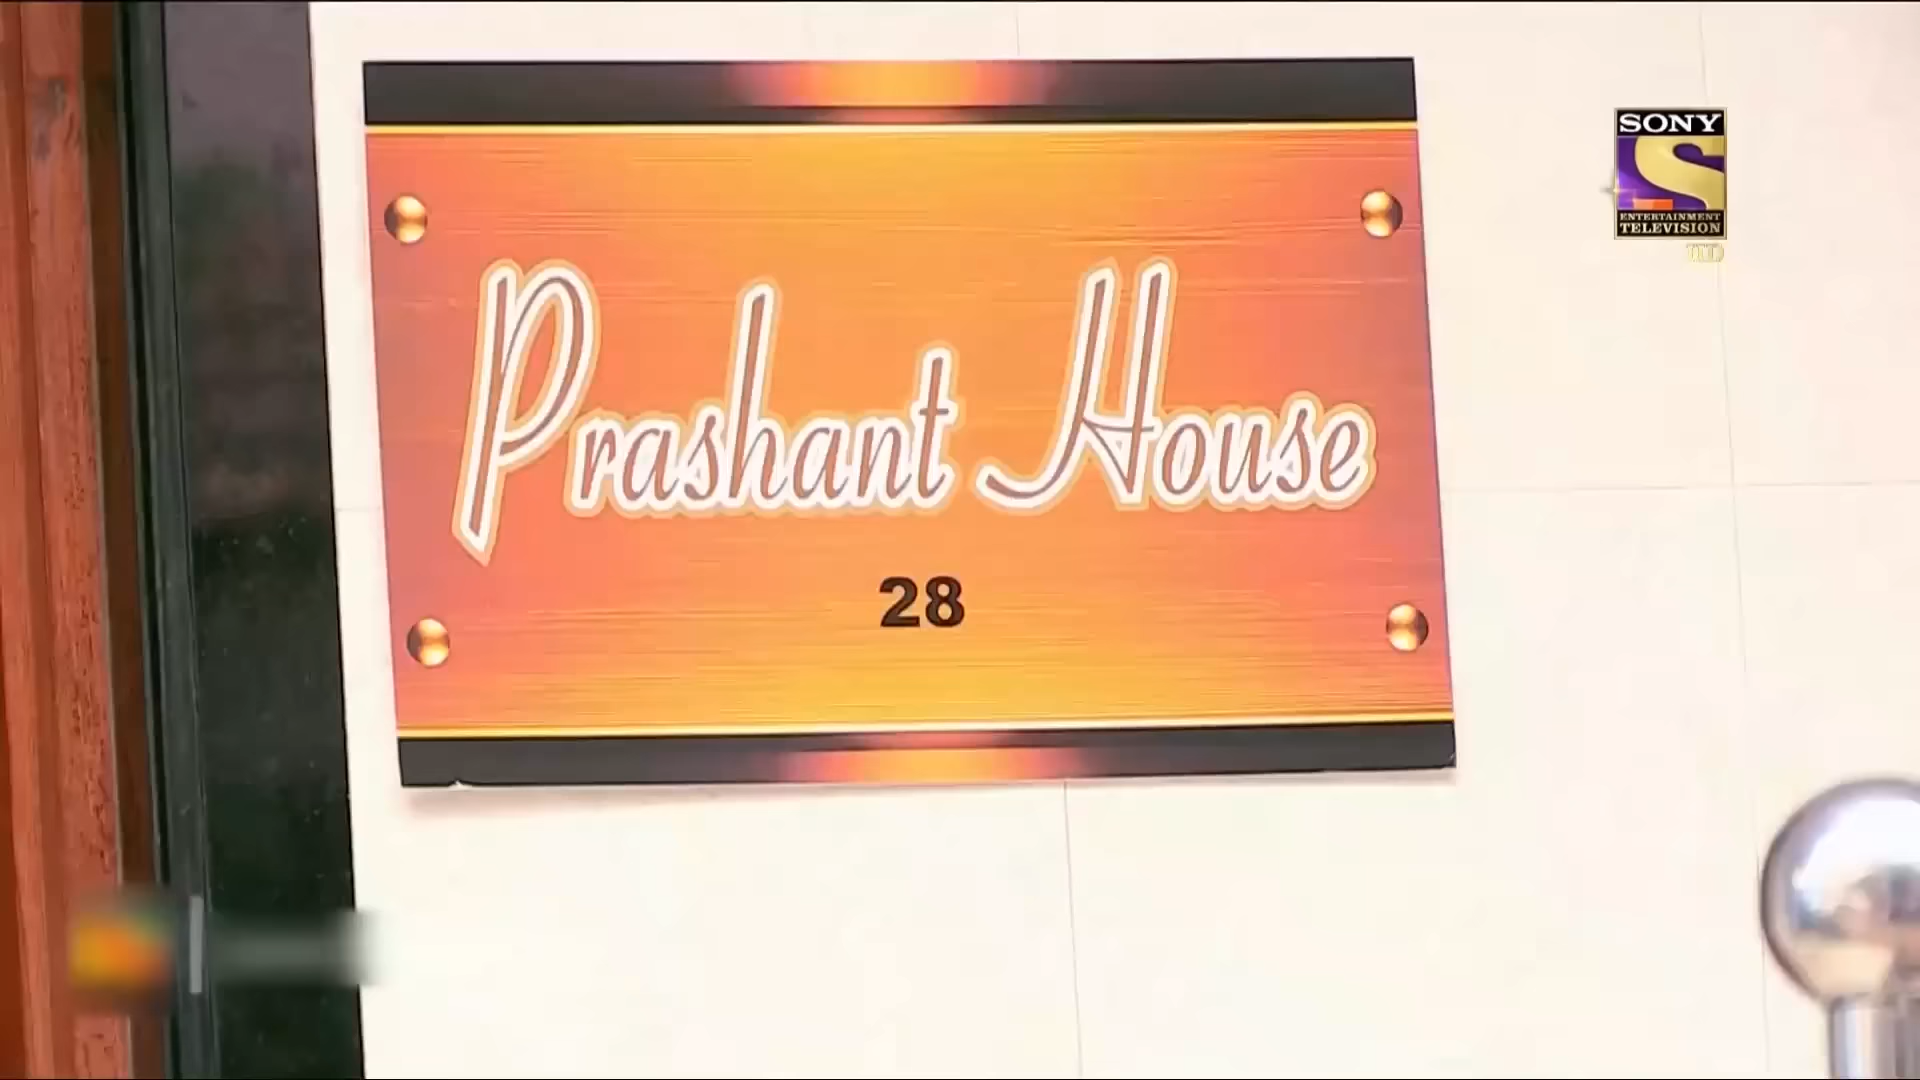 Prashant House
28
SONY
ENTERTAINMENT
TELEVISION
HD